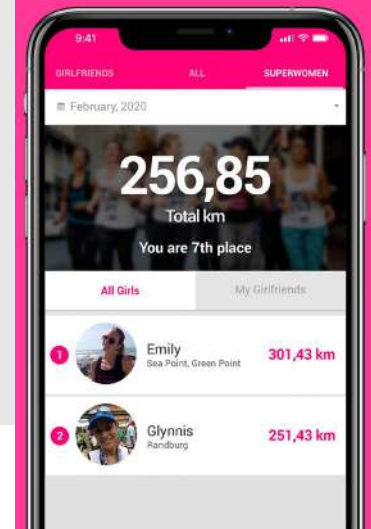 9:41
GIRLFRIENDS ALL SUPERWOMEN
February, 2020
256,85
Total km
You are 7th place
All Girls My Girlfriends
1 Emily 301,43 km
Sea Point, Green Point
2 Glynnis 251,43 km
Randburg